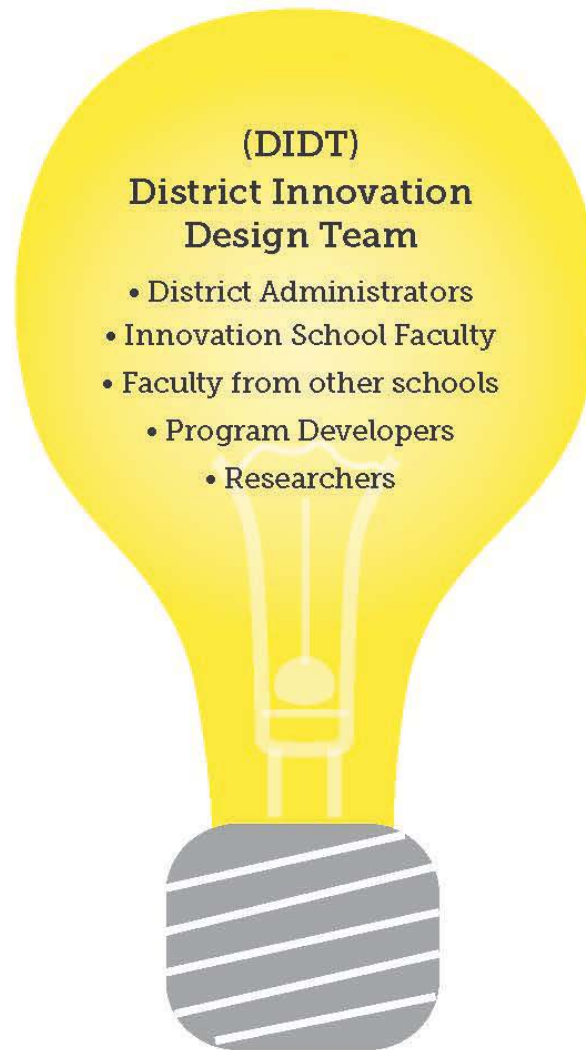 (DIDT)
District Innovation
Design Team
• District Administrators
• Innovation School Faculty
• Faculty from other schools
• Program Developers
• Researchers